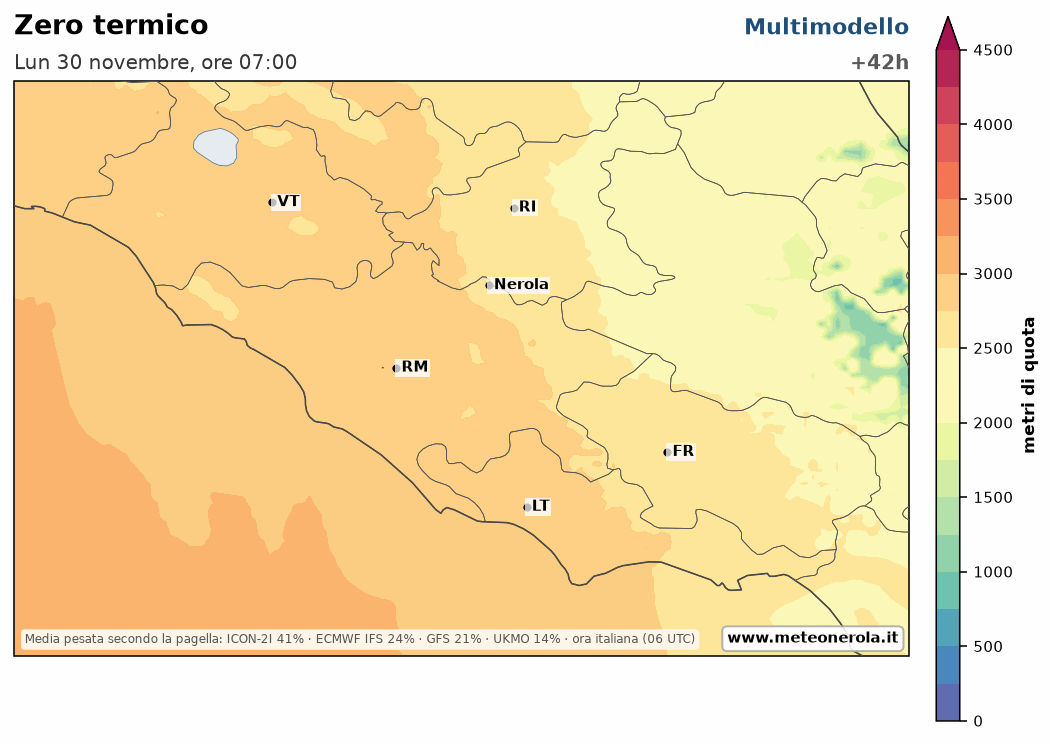 Zero termico
Multimodello
Lun 30 novembre, ore 07:00
+42h
VT
RI
Nerola
RM
FR
LT
4500
4000
3500
3000
2500
2000
1500
1000
500
0
metri di quota
Media pesata secondo la pagella: ICON-2I 41% · ECMWF IFS 24% · GFS 21% · UKMO 14% · ora italiana (06 UTC)
www.meteonerola.it